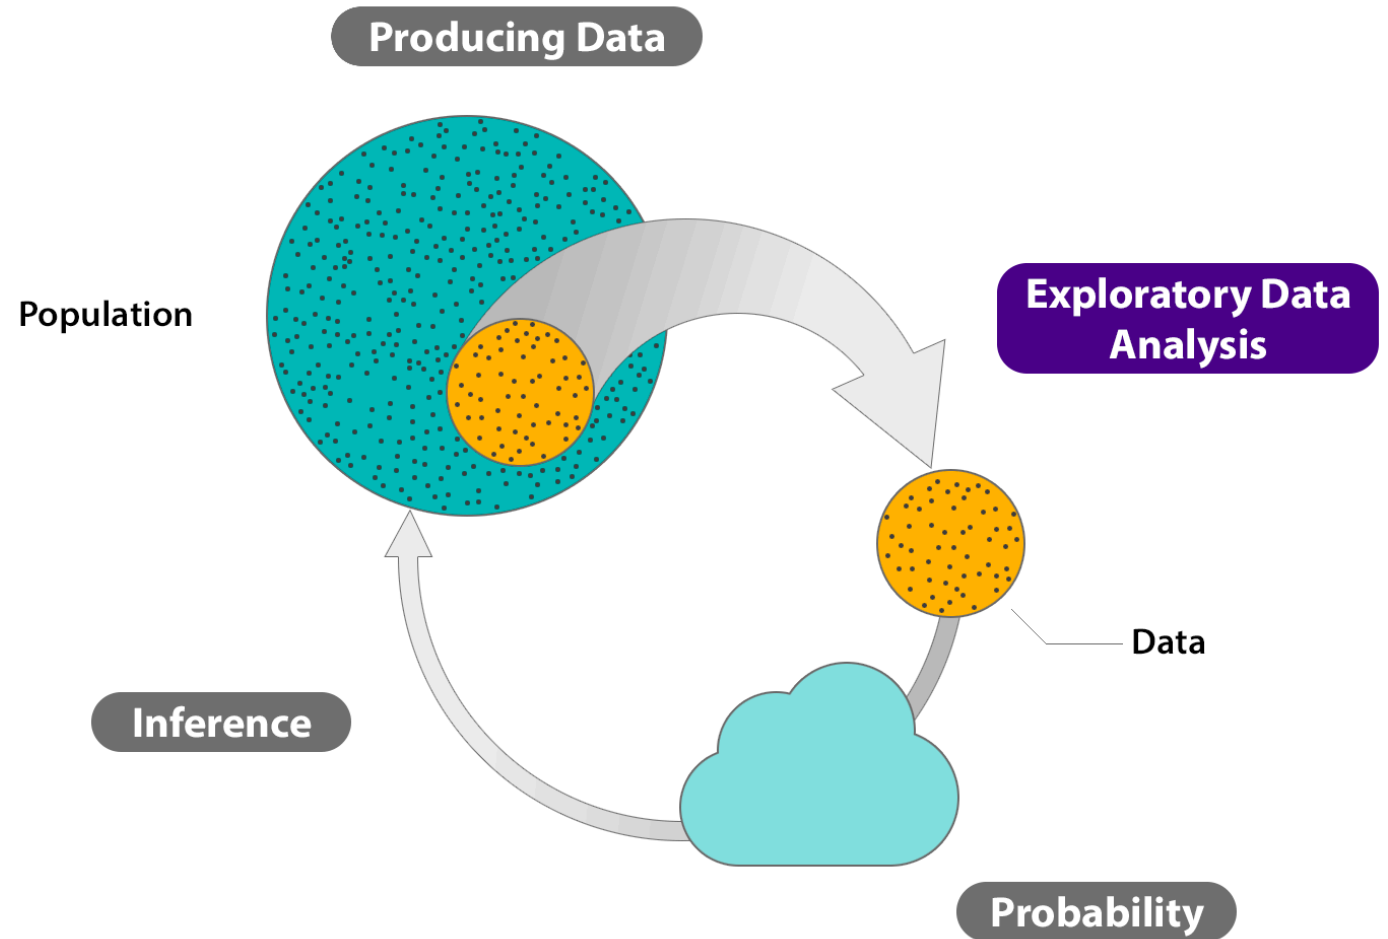 Producing Data
Population
Exploratory Data
Analysis
Data
Inference
Probability